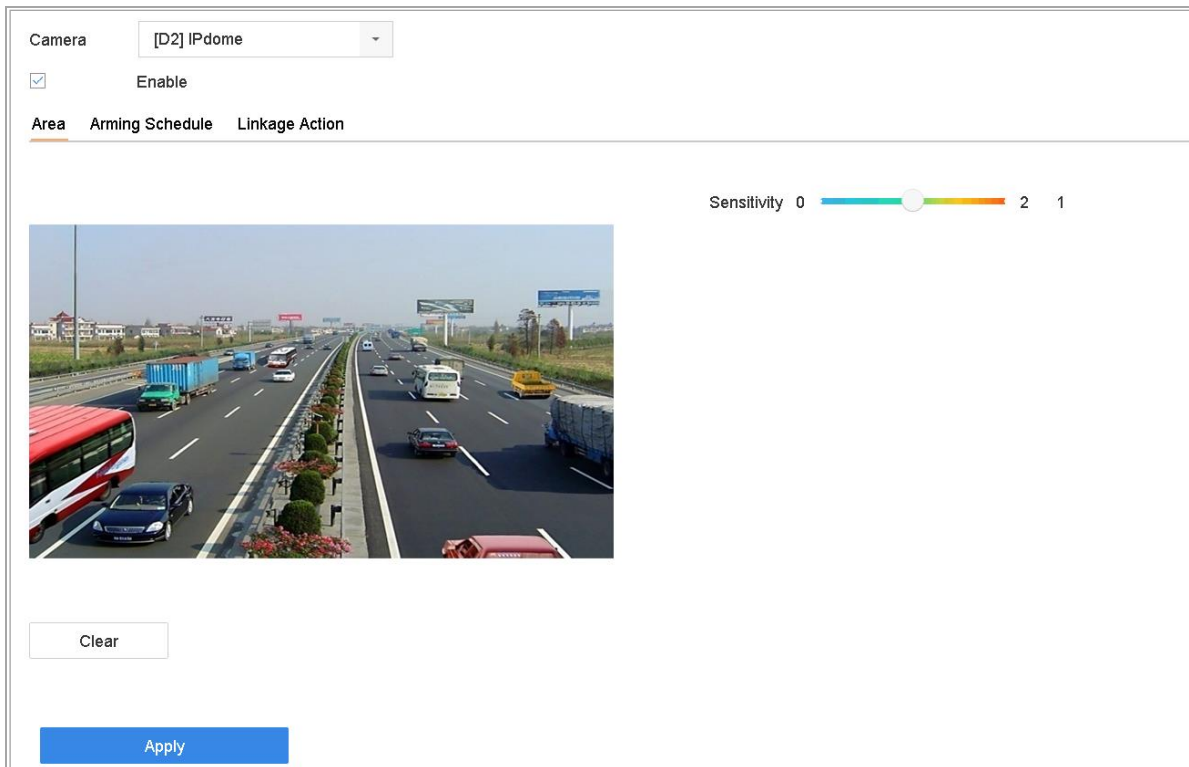 Camera [D2] IPdome
Enable
Area Arming Schedule Linkage Action
Sensitivity 0 2 1
Clear
Apply